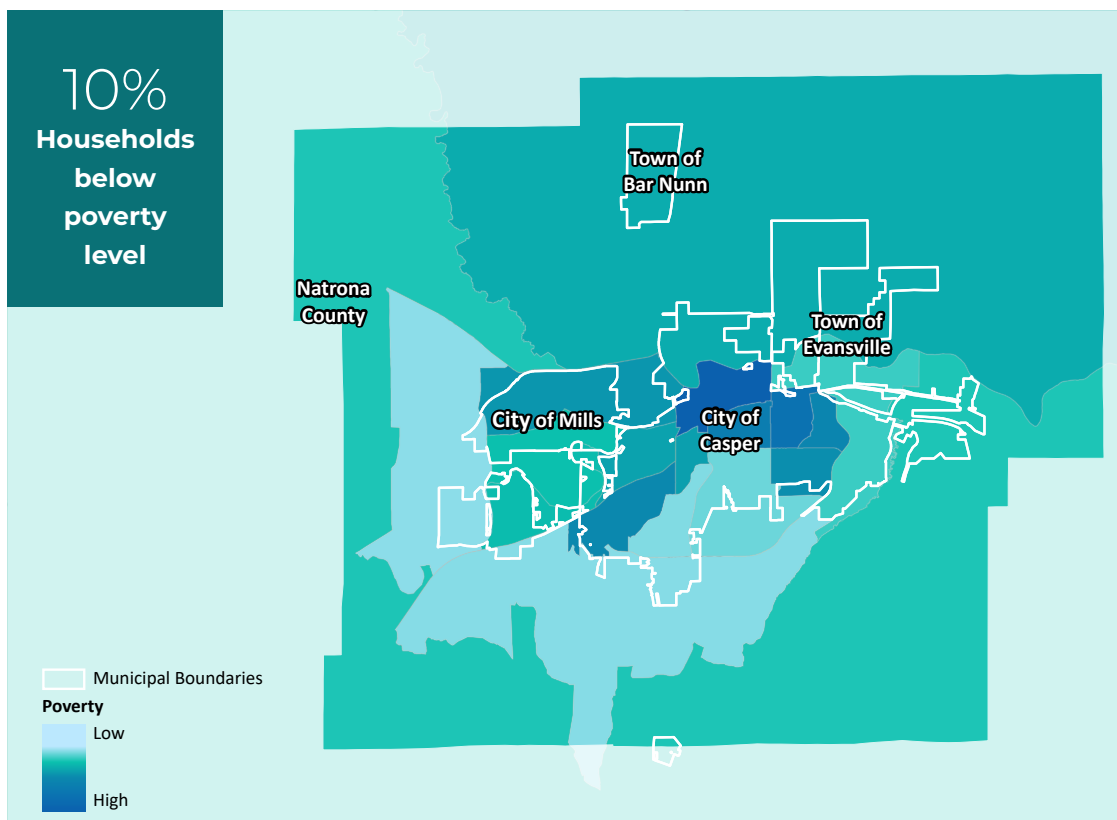 10%
Households
below
poverty
level
Town of
Bar Nunn
Natrona
County
Town of
Evansville
City of Mills
City of
Casper
Municipal Boundaries
Poverty
Low
High